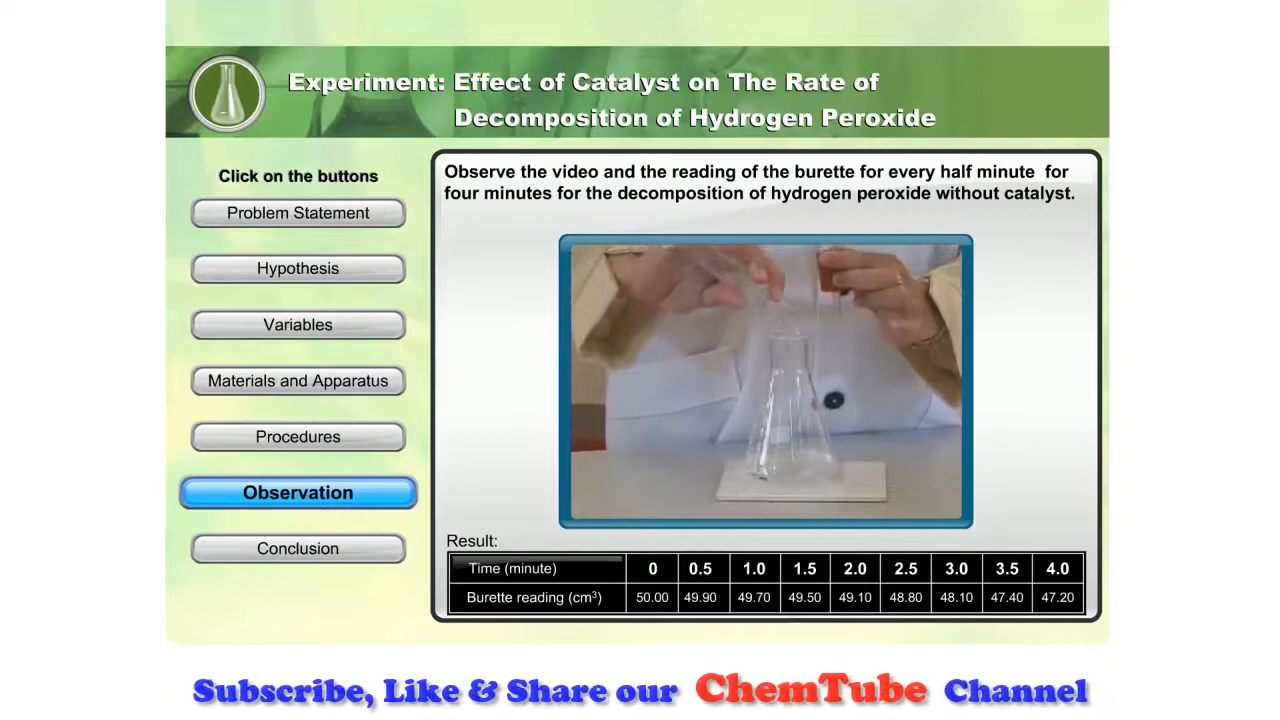 Experiment: Effect of Catalyst on The Rate of
Decomposition of Hydrogen Peroxide
Click on the buttons
Problem Statement
Hypothesis
Variables
Materials and Apparatus
Procedures
Observation
Conclusion
Observe the video and the reading of the burette for every half minute for
four minutes for the decomposition of hydrogen peroxide without catalyst.
Result:
Time (minute) 0 0.5 1.0 1.5 2.0 2.5 3.0 3.5 4.0
Burette reading (cm³) 50.00 49.90 49.70 49.50 49.10 48.80 48.10 47.40 47.20
Subscribe, Like & Share our ChemTube Channel